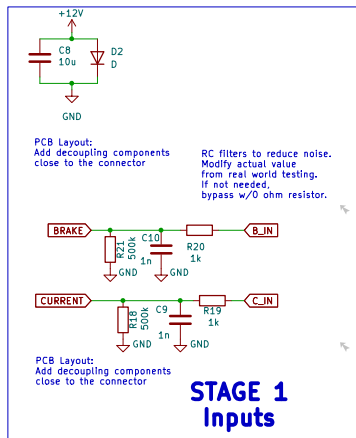 +12V
C8
10u
D2
D
GND
PCB Layout:
Add decoupling components
close to the connector
RC filters to reduce noise.
Modify actual value
from real world testing.
If not needed,
bypass w/0 ohm resistor.
BRAKE
R21
500k
C10
1n
R20
1k
B_IN
GND
GND
CURRENT
R18
500k
C9
1n
R19
1k
C_IN
GND
GND
PCB Layout:
Add decoupling components
close to the connector
STAGE 1
Inputs